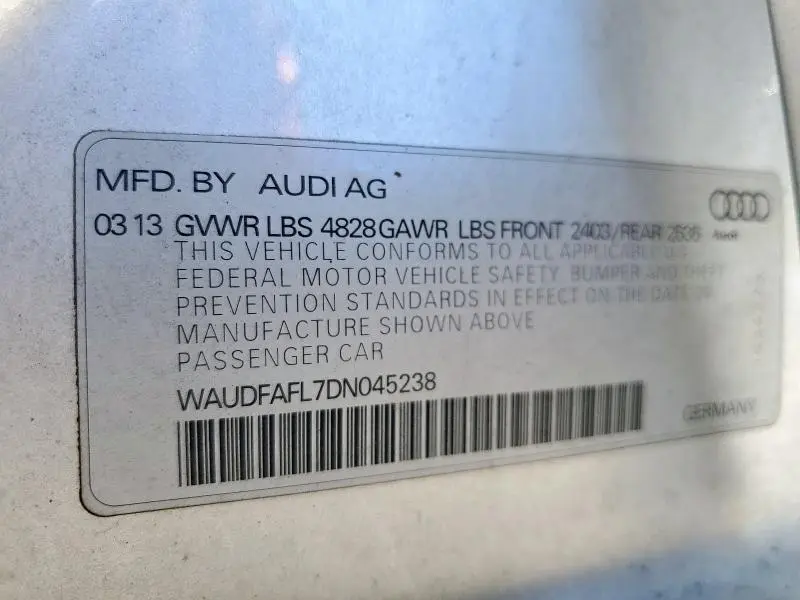 MFD. BY AUDI AG
03 13 GVWR LBS 4828 GAWR LBS FRONT 2403/REAR
Audi
THIS VEHICLE CONFORMS TO ALL APPLICABLE
FEDERAL MOTOR VEHICLE SAFETY, BUMPER AND THEFT
PREVENTION STANDARDS IN EFFECT ON THE DATE OF
MANUFACTURE SHOWN ABOVE
PASSENGER CAR
WAUDFAFL7DN045238
GERMANY